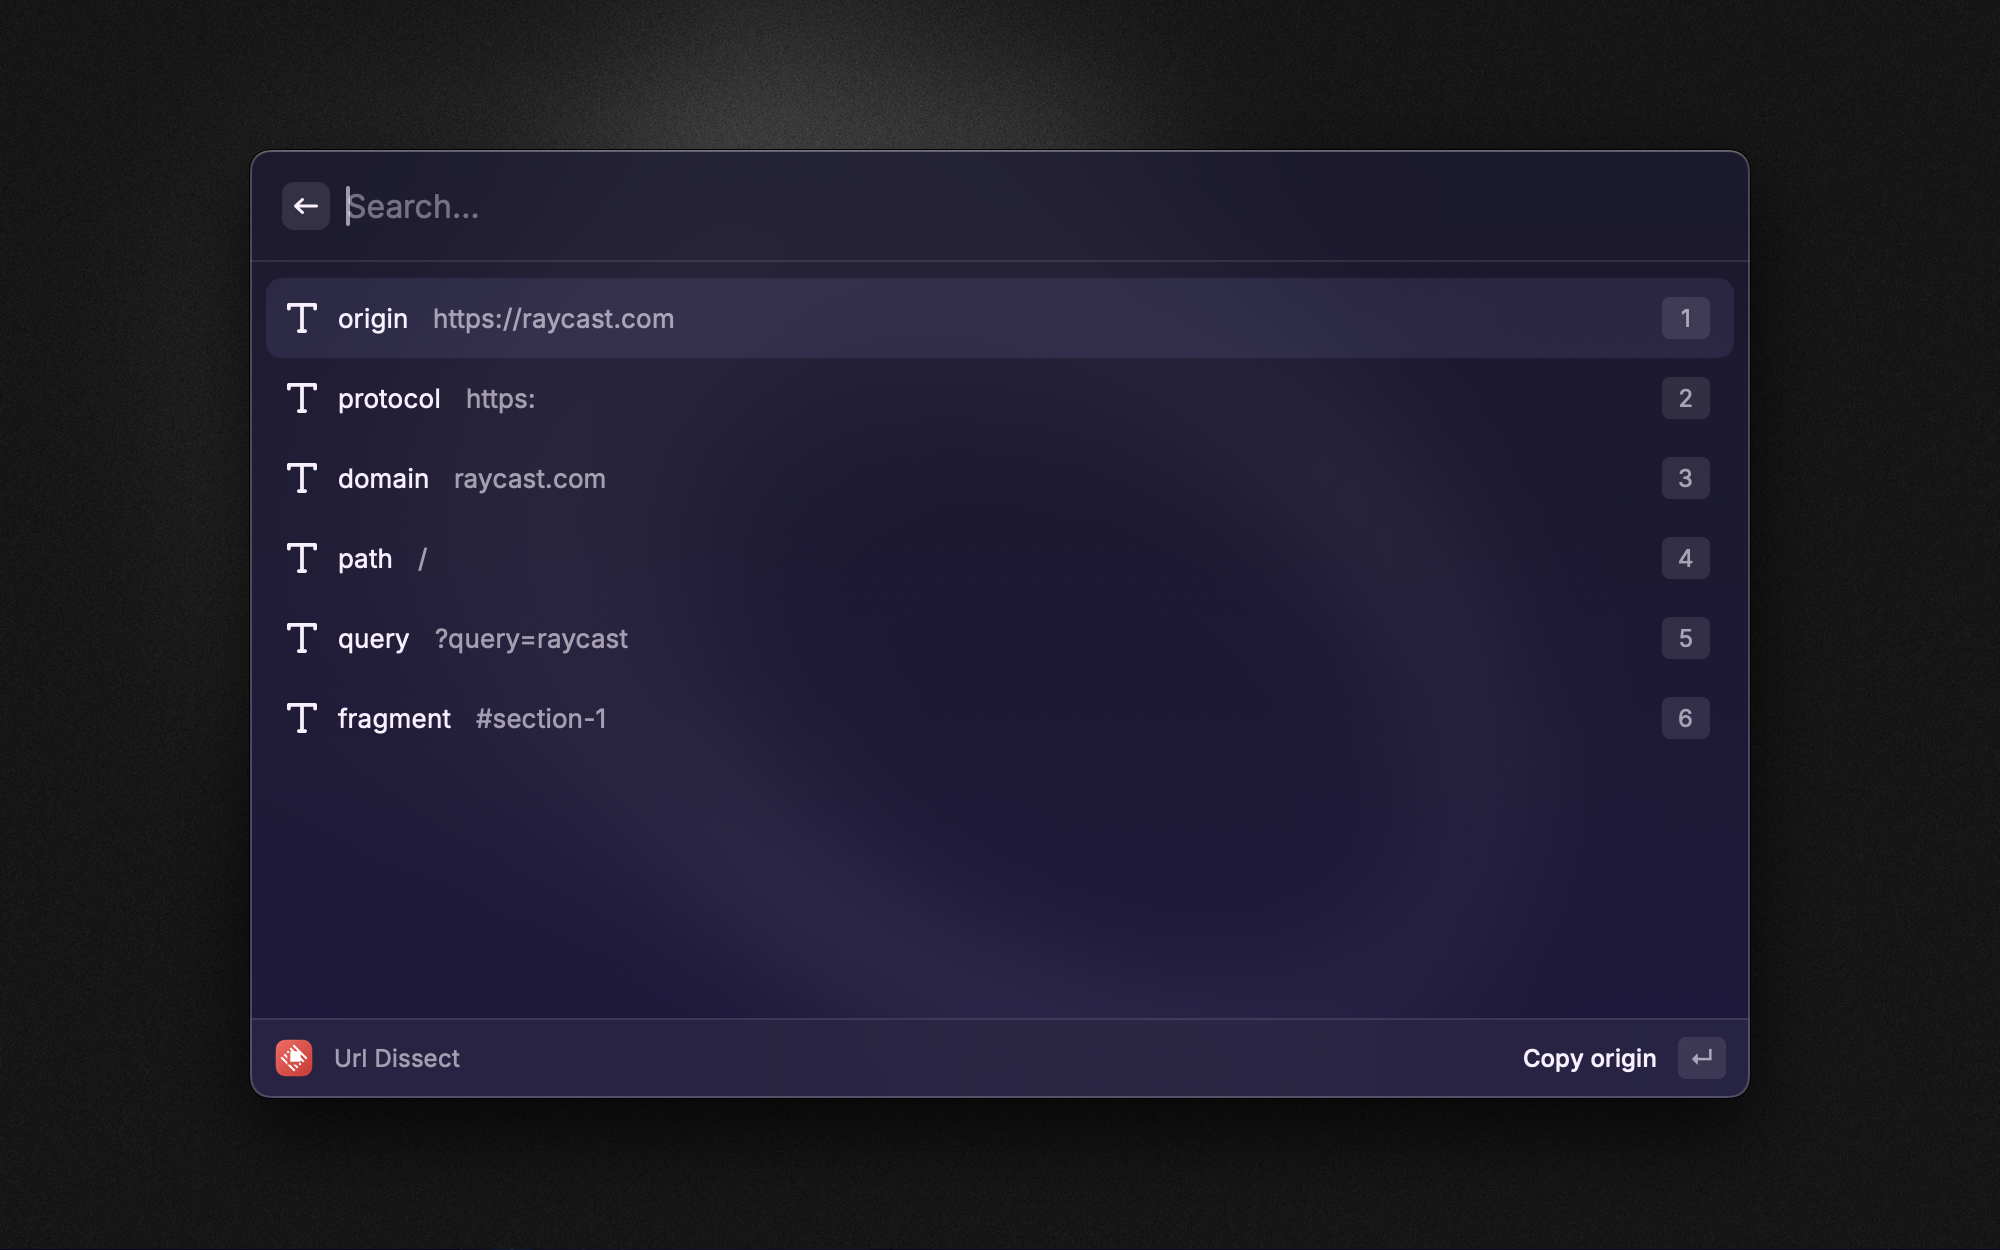 Search...
origin https://raycast.com 1
protocol https: 2
domain raycast.com 3
path / 4
query ?query=raycast 5
fragment #section-1 6
Url Dissect Copy origin